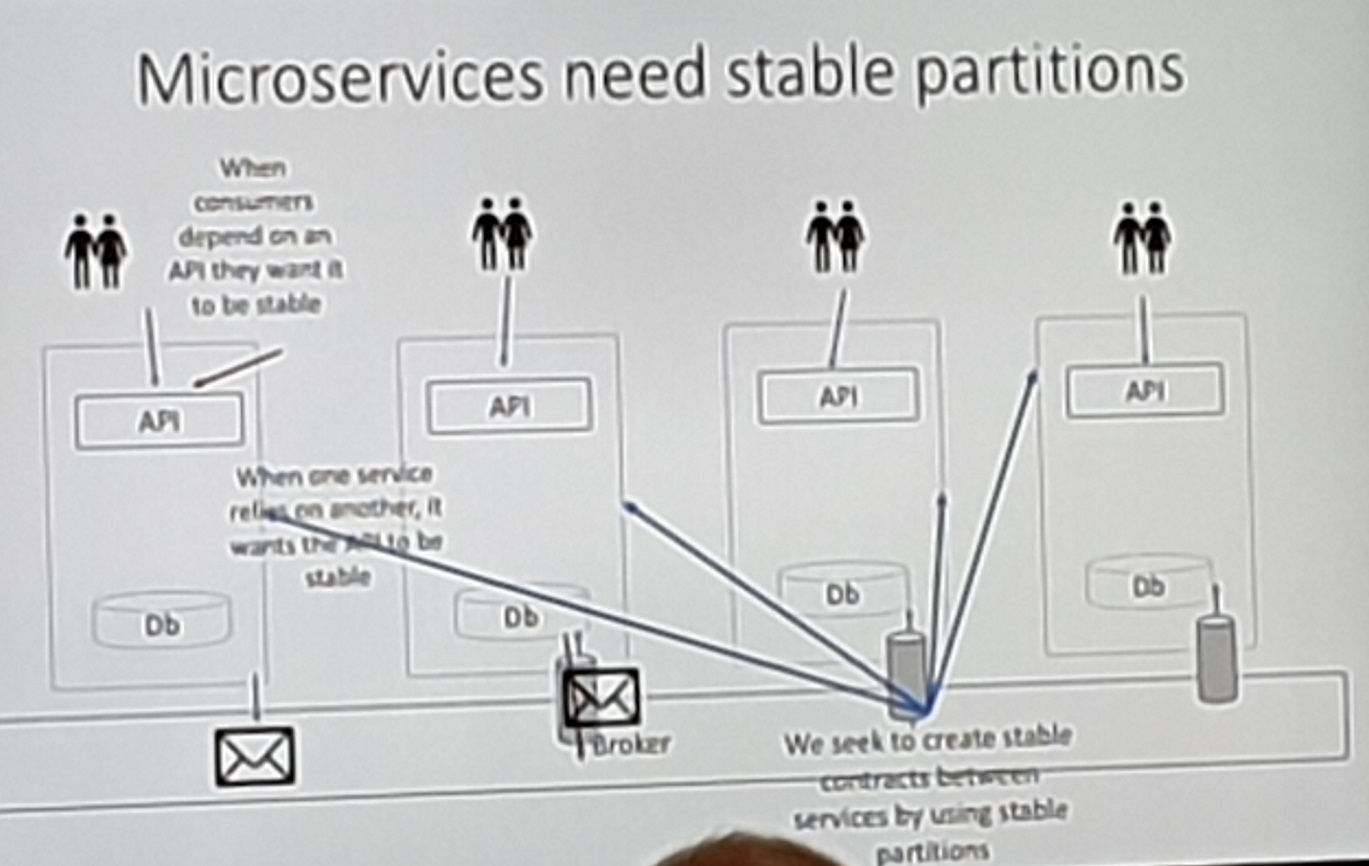 Microservices need stable partitions
When
consumers
depend on an
API they want it
to be stable
API
API
API
API
When one service
relies on another, it
wants the API to be
stable
Db
Db
Db
Db
Broker
We seek to create stable
contracts between
services by using stable
partitions